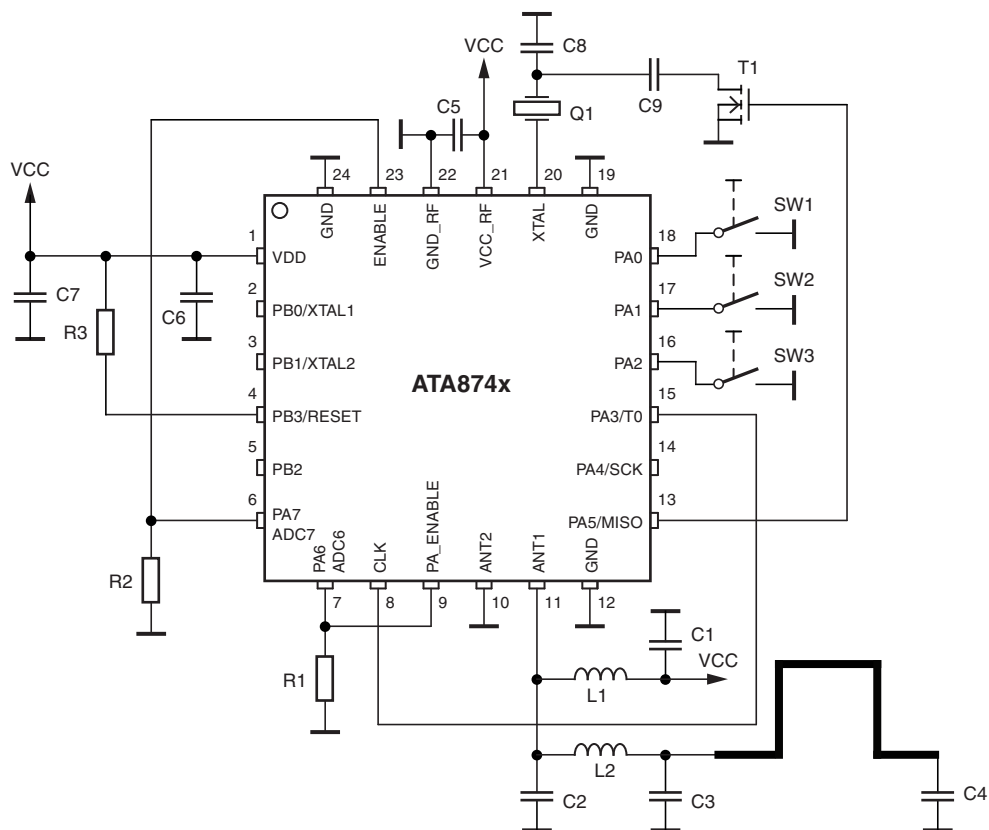 C8
VCC
T1
C5
C9
Q1
VCC
24
23
22
21
20
19
GND
ENABLE
GND_RF
VCC_RF
XTAL
GND
SW1
1
VDD
18
PA0
C7
C6
R3
2
PB0/XTAL1
17
PA1
SW2
3
PB1/XTAL2
16
PA2
SW3
ATA874x
4
PB3/RESET
15
PA3/T0
5
PB2
14
PA4/SCK
6
PA7
ADC7
13
PA5/MISO
PA6
ADC6
CLK
PA_ENABLE
ANT2
ANT1
GND
R2
7
8
9
10
11
12
C1
VCC
R1
L1
L2
C2
C3
C4